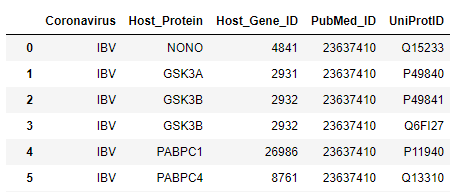 Coronavirus Host_Protein Host_Gene_ID PubMed_ID UniProtID
0 IBV NONO 4841 23637410 Q15233
1 IBV GSK3A 2931 23637410 P49840
2 IBV GSK3B 2932 23637410 P49841
3 IBV GSK3B 2932 23637410 Q6FI27
4 IBV PABPC1 26986 23637410 P11940
5 IBV PABPC4 8761 23637410 Q13310